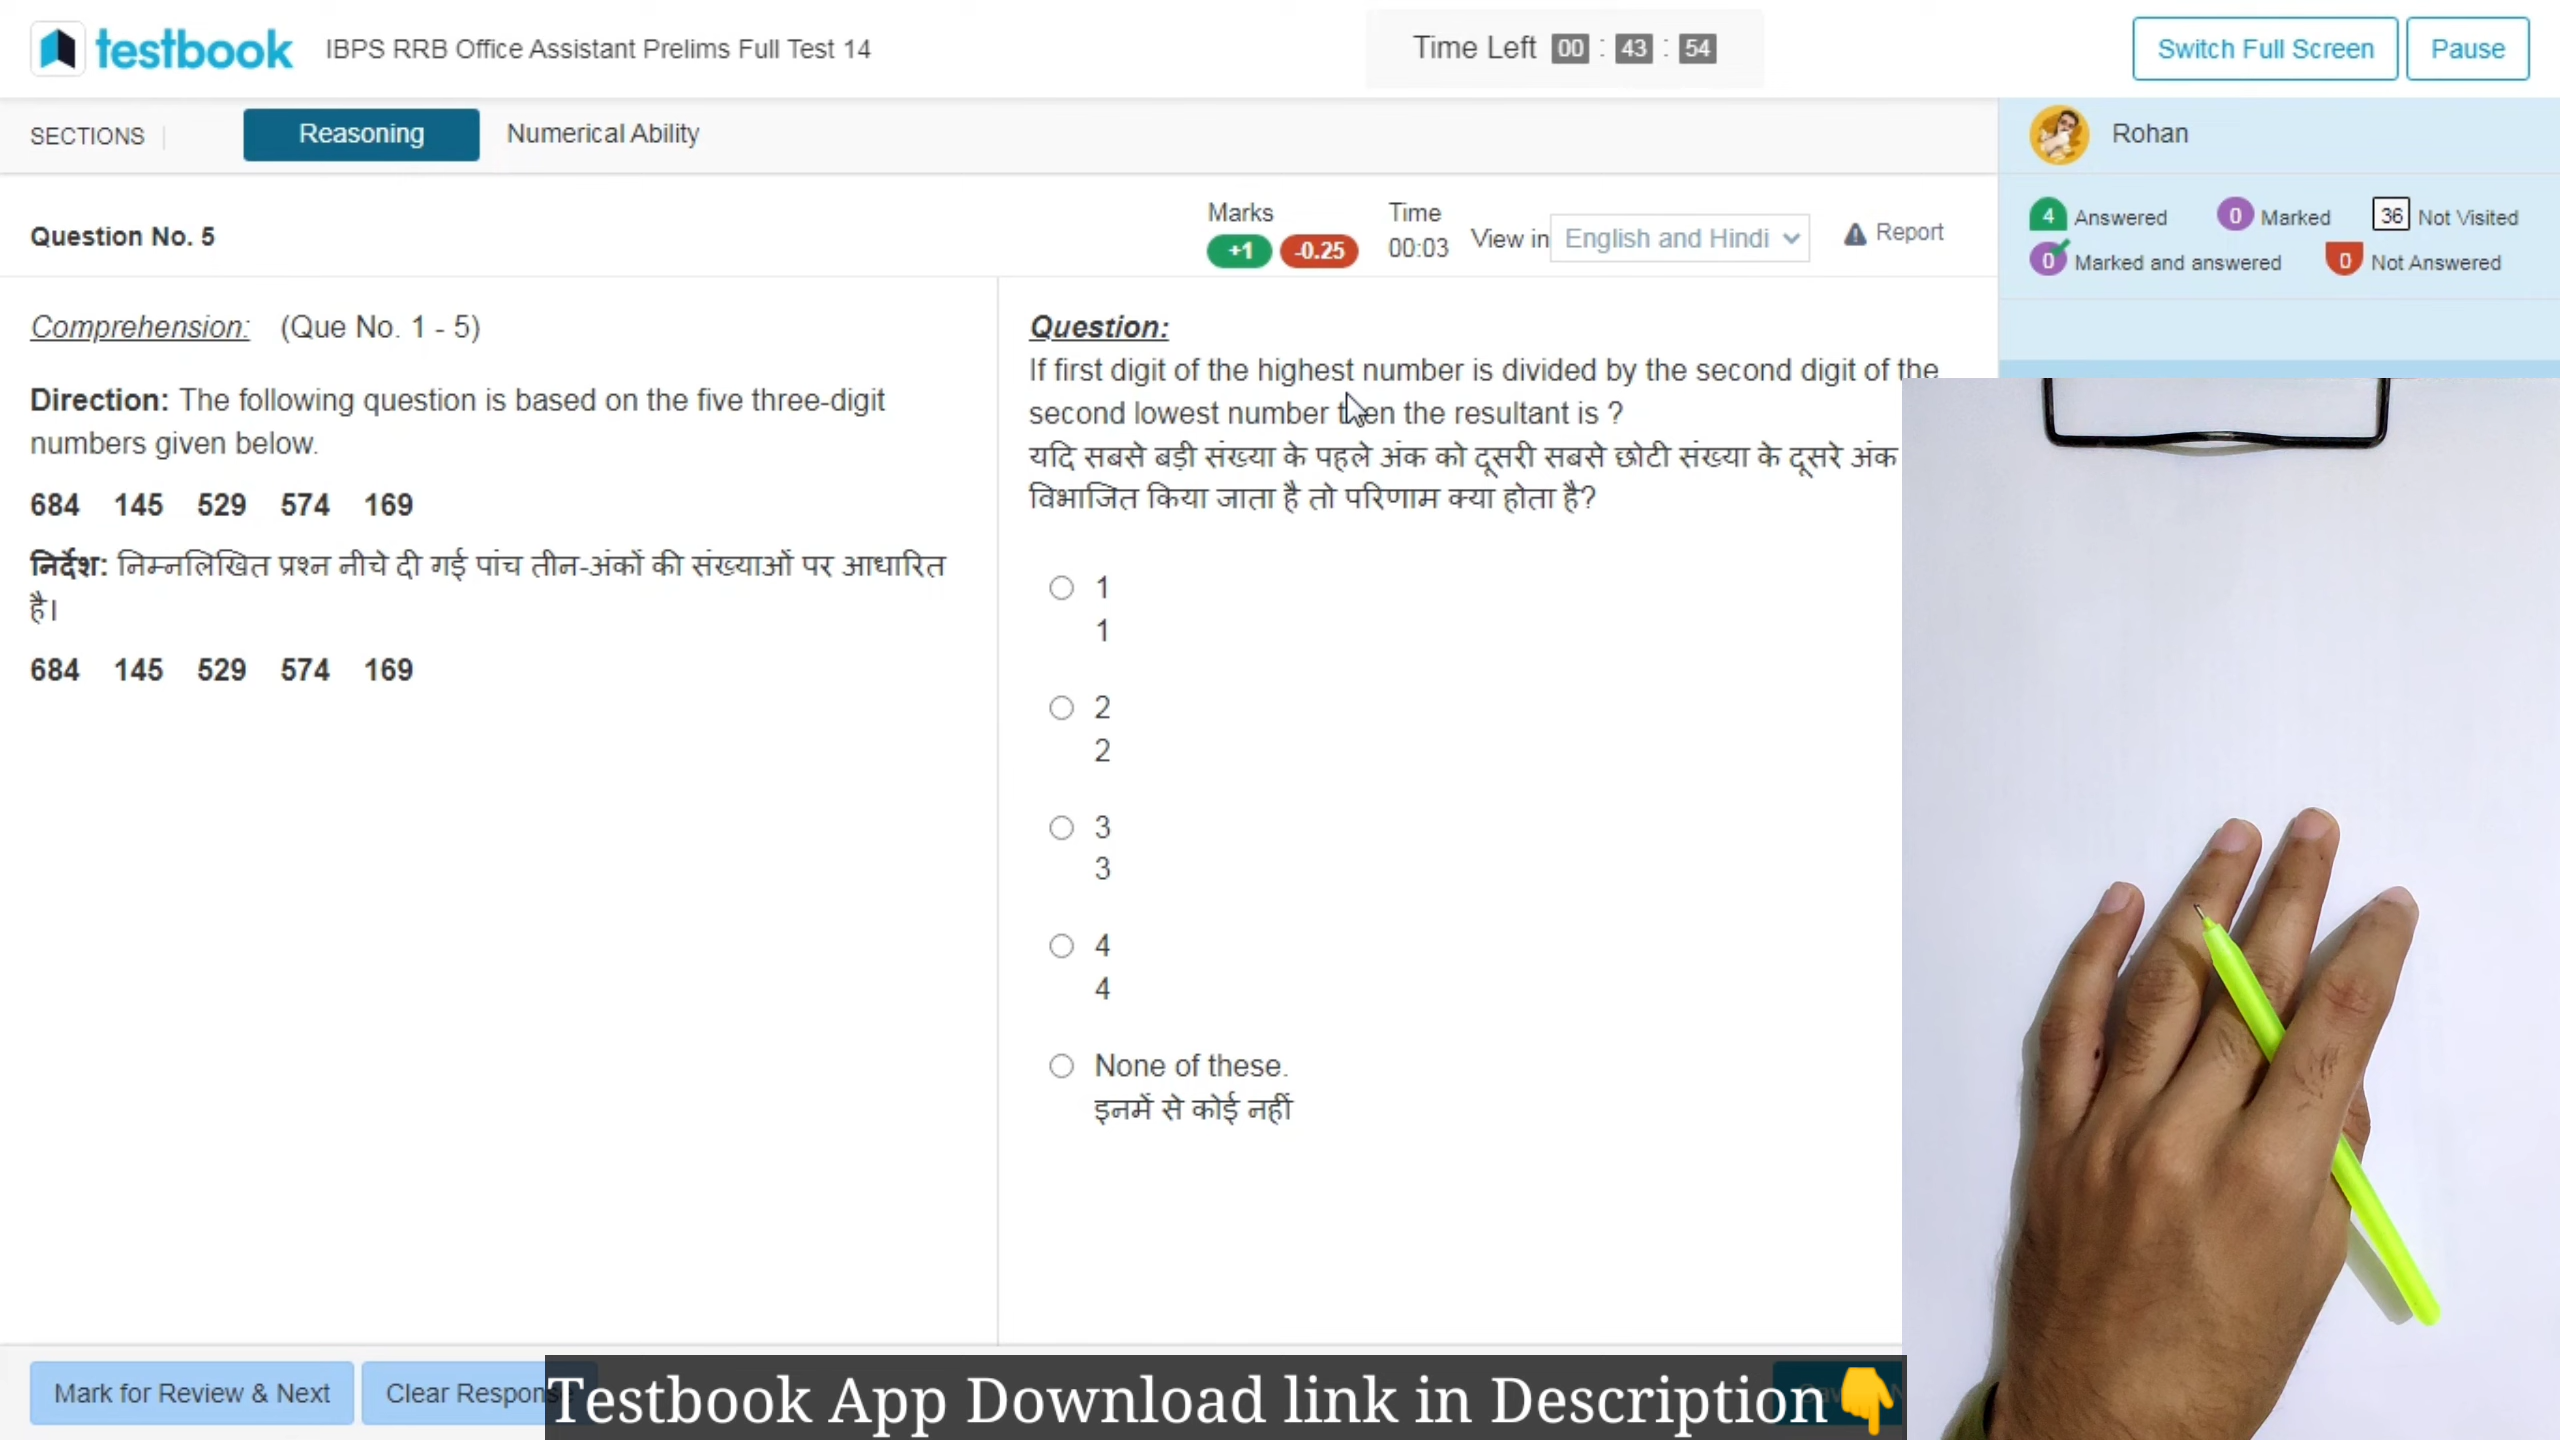 testbook IBPS RRB Office Assistant Prelims Full Test 14 Time Left 00 : 43 : 54 Switch Full Screen Pause
SECTIONS Reasoning Numerical Ability Rohan
4 Answered 0 Marked 36 Not Visited
0 Marked and answered 0 Not Answered
Question No. 5 Marks +1 -0.25 Time 00:03 View in English and Hindi Report
Comprehension: (Que No. 1 - 5)
Direction: The following question is based on the five three-digit
numbers given below.
684 145 529 574 169
निर्देश: निम्नलिखित प्रश्न नीचे दी गई पांच तीन-अंकों की संख्याओं पर आधारित
है।
684 145 529 574 169
Question:
If first digit of the highest number is divided by the second digit of the
second lowest number then the resultant is ?
यदि सबसे बड़ी संख्या के पहले अंक को दूसरी सबसे छोटी संख्या के दूसरे अंक
विभाजित किया जाता है तो परिणाम क्या होता है?
1
1
2
2
3
3
4
4
None of these.
इनमें से कोई नहीं
Mark for Review & Next Clear Respons
Testbook App Download link in Description